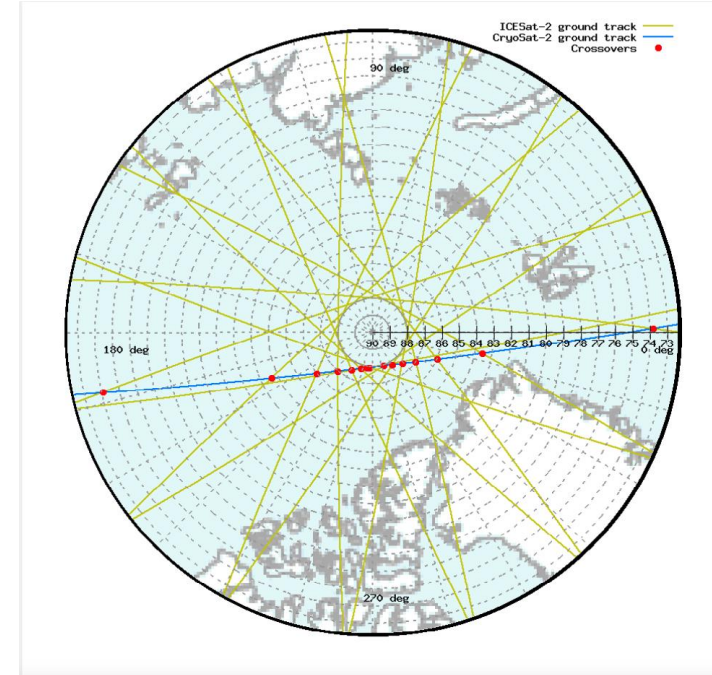 ICESat-2 ground track
CryoSat-2 ground track
Crossovers
90 deg
90 89 88 87 86 85 84 83 82 81 80 79 78 77 76 75 74 73
180 deg
0 deg
270 deg